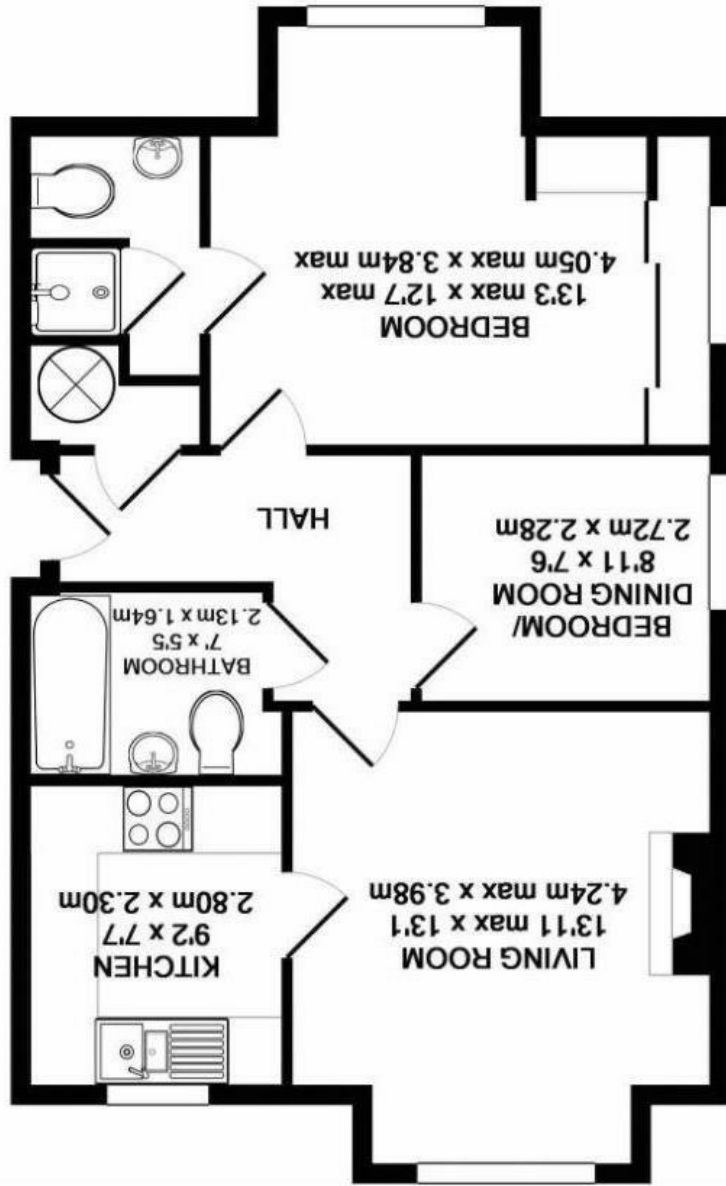 LIVING ROOM
13'11 max x 13'1
4.24m max x 3.98m
KITCHEN
9'2 x 7'7
2.80m x 2.30m
BATHROOM
7' x 5'5
2.13m x 1.64m
BEDROOM/
DINING ROOM
8'11 x 7'6
2.72m x 2.28m
HALL
BEDROOM
13'3 max x 12'7 max
4.05m max x 3.84m max